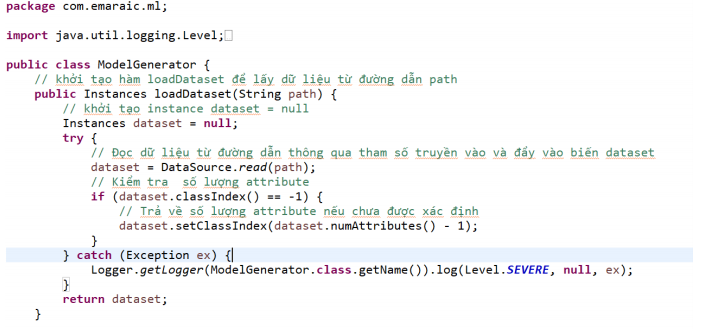 package com.emaraic.ml;
import java.util.logging.Level;
public class ModelGenerator {
// khởi tạo hàm loadDataset để lấy dữ liệu từ đường dẫn path
public Instances loadDataset(String path) {
// khởi tạo instance dataset = null
Instances dataset = null;
try {
// Đọc dữ liệu từ đường dẫn thông qua tham số truyền vào và đẩy vào biến dataset
dataset = DataSource.read(path);
// Kiểm tra  số lượng attribute
if (dataset.classIndex() == -1) {
// Trả về số lượng attribute nếu chưa được xác định
dataset.setClassIndex(dataset.numAttributes() - 1);
}
} catch (Exception ex) {
Logger.getLogger(ModelGenerator.class.getName()).log(Level.SEVERE, null, ex);
}
return dataset;
}